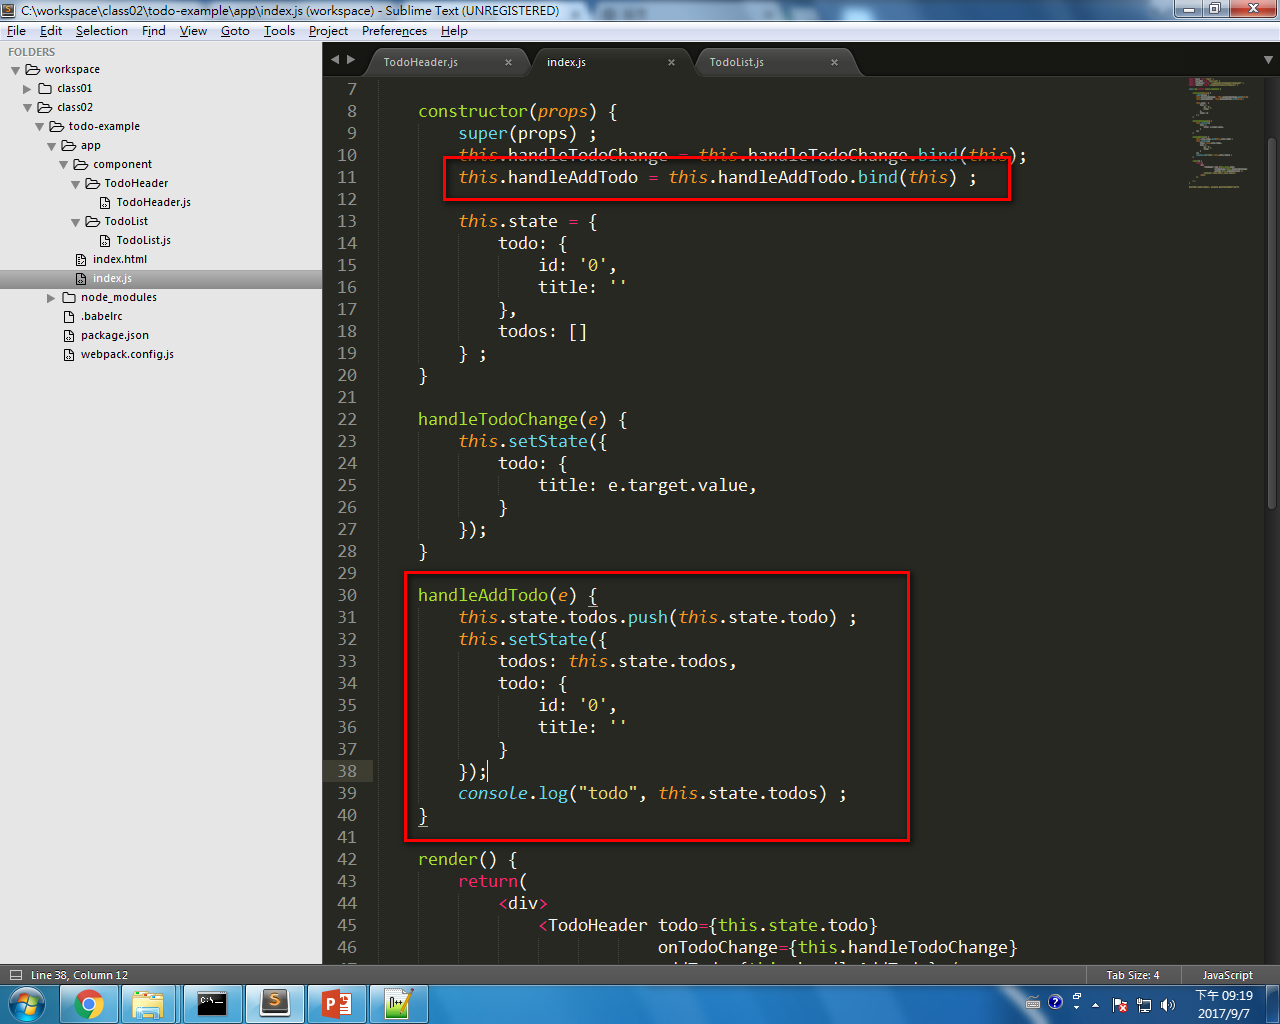 C:\workspace\class02\todo-example\app\index.js (workspace) - Sublime Text (UNREGISTERED)
File Edit Selection Find View Goto Tools Project Preferences Help
FOLDERS
workspace
class01
class02
todo-example
app
component
TodoHeader
TodoHeader.js
TodoList
TodoList.js
index.html
index.js
node_modules
.babelrc
package.json
webpack.config.js
TodoHeader.js × index.js × TodoList.js ×
7
8 constructor(props) {
9 super(props) ;
10 this.handleTodoChange = this.handleTodoChange.bind(this);
11 this.handleAddTodo = this.handleAddTodo.bind(this) ;
12
13 this.state = {
14 todo: {
15 id: '0',
16 title: ''
17 },
18 todos: []
19 } ;
20 }
21
22 handleTodoChange(e) {
23 this.setState({
24 todo: {
25 title: e.target.value,
26 }
27 });
28 }
29
30 handleAddTodo(e) {
31 this.state.todos.push(this.state.todo) ;
32 this.setState({
33 todos: this.state.todos,
34 todo: {
35 id: '0',
36 title: ''
37 }
38 });
39 console.log("todo", this.state.todos) ;
40 }
41
42 render() {
43 return(
44 <div>
45 <TodoHeader todo={this.state.todo}
46 onTodoChange={this.handleTodoChange}
Line 38, Column 12 Tab Size: 4 JavaScript
下午 09:19
2017/9/7